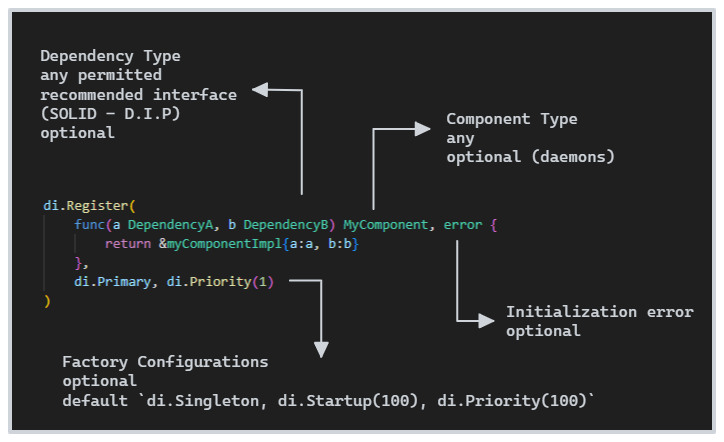 Dependency Type
any permitted
recommended interface
(SOLID - D.I.P)
optional
Component Type
any
optional (daemons)
di.Register(
func(a DependencyA, b DependencyB) MyComponent, error {
return &myComponentImpl{a:a, b:b}
},
di.Primary, di.Priority(1)
)
Initialization error
optional
Factory Configurations
optional
default `di.Singleton, di.Startup(100), di.Priority(100)`